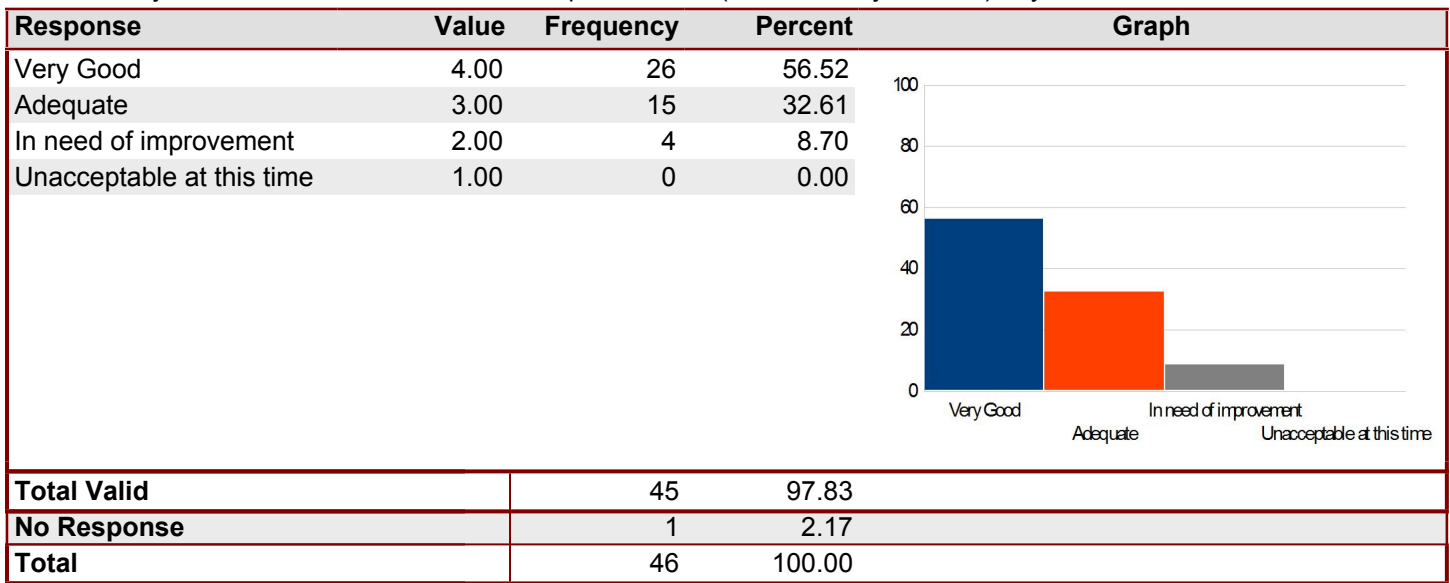 Response Value Frequency Percent Graph
Very Good 4.00 26 56.52
Adequate 3.00 15 32.61
In need of improvement 2.00 4 8.70
Unacceptable at this time 1.00 0 0.00
100
80
60
40
20
0
Very Good In need of improvement
Adequate Unacceptable at this time
Total Valid 45 97.83
No Response 1 2.17
Total 46 100.00